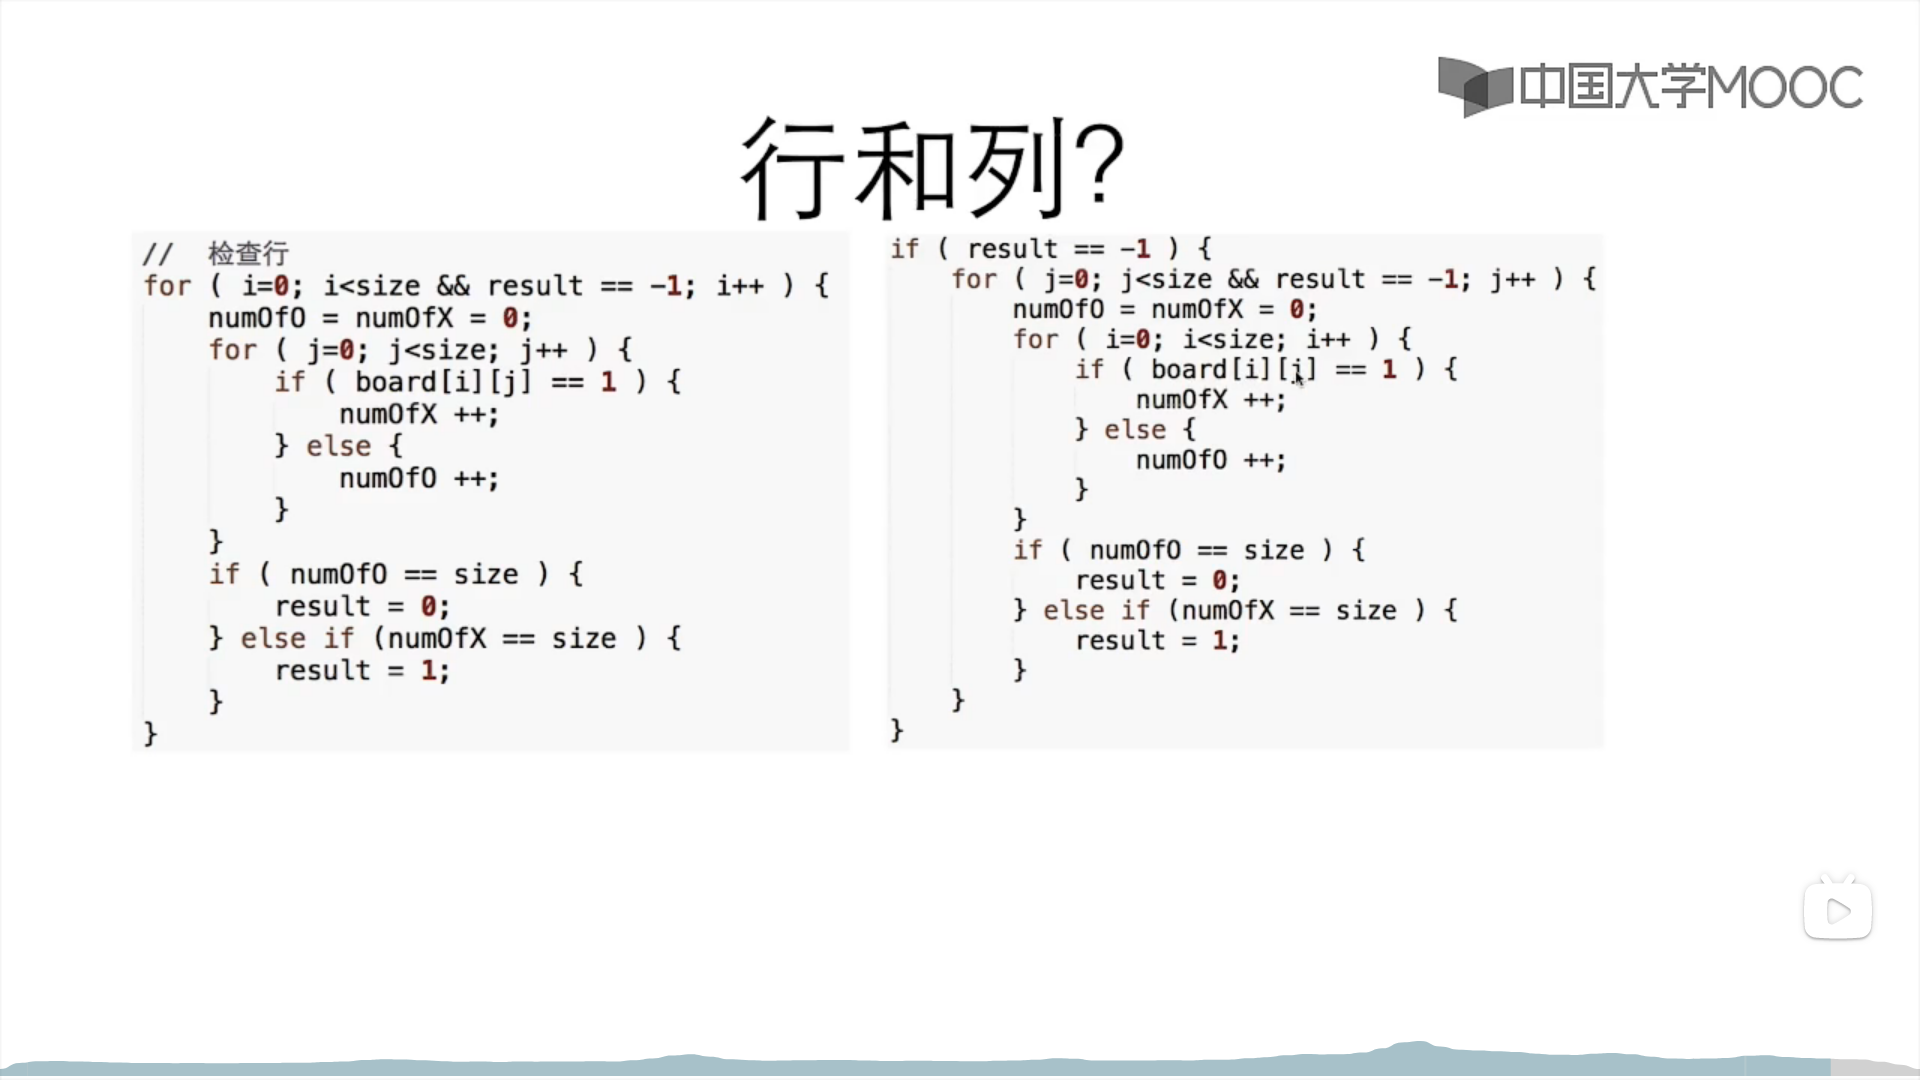 中国大学MOOC
行和列?
// 检查行
for ( i=0; i<size && result == -1; i++ ) {
numOfO = numOfX = 0;
for ( j=0; j<size; j++ ) {
if ( board[i][j] == 1 ) {
numOfX ++;
} else {
numOfO ++;
}
}
if ( numOfO == size ) {
result = 0;
} else if (numOfX == size ) {
result = 1;
}
}
if ( result == -1 ) {
for ( j=0; j<size && result == -1; j++ ) {
numOfO = numOfX = 0;
for ( i=0; i<size; i++ ) {
if ( board[i][j] == 1 ) {
numOfX ++;
} else {
numOfO ++;
}
}
if ( numOfO == size ) {
result = 0;
} else if (numOfX == size ) {
result = 1;
}
}
}